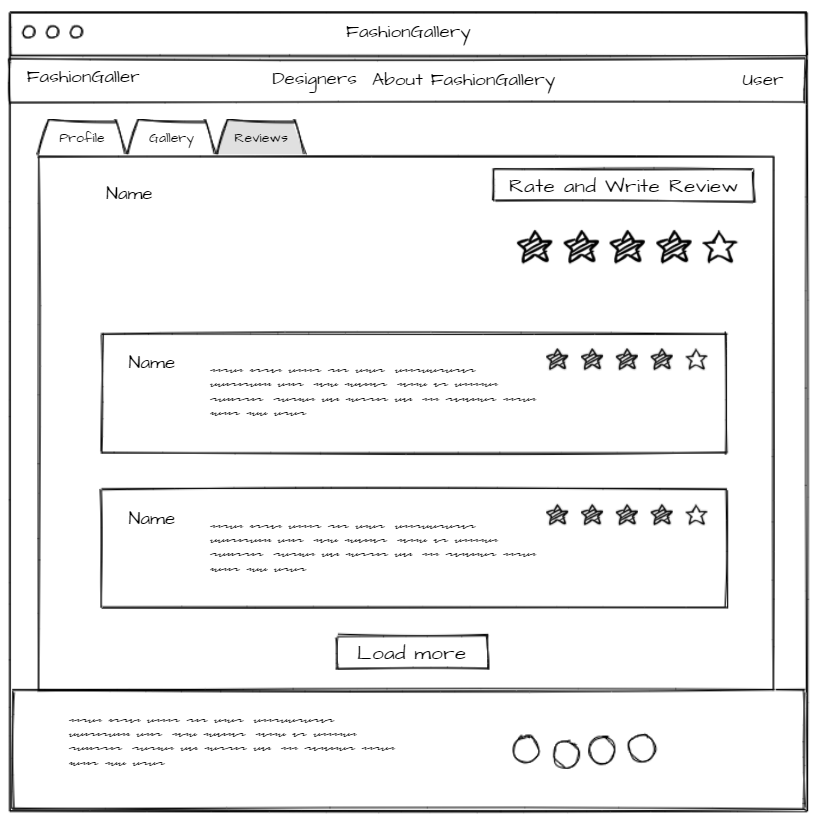 FashionGallery
FashionGaller Designers About FashionGallery User
Profile Gallery Reviews
Name
Rate and Write Review
Name
Name
Load more